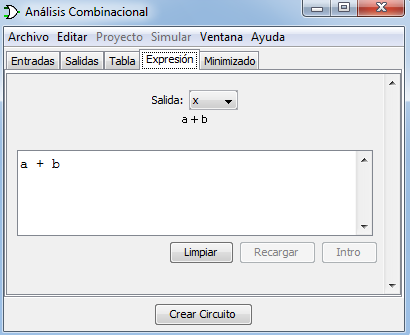 Análisis Combinacional
Archivo Editar Proyecto Simular Ventana Ayuda
Entradas Salidas Tabla Expresión Minimizado
Salida: x
a + b
a + b
Limpiar Recargar Intro
Crear Circuito